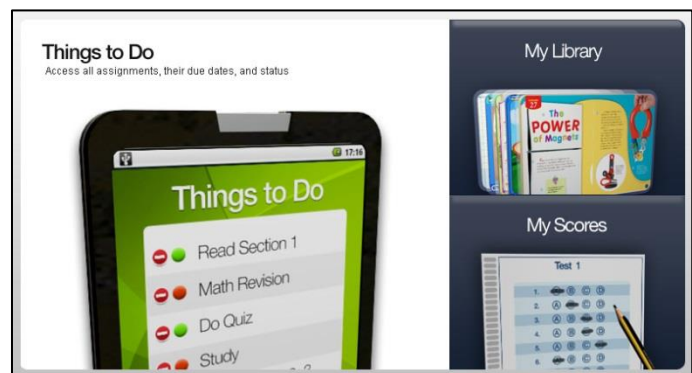 Things to Do
Access all assignments, their due dates, and status
17:16
Things to Do
Read Section 1
Math Revision
Do Quiz
Study
My Library
27
The
POWER
of Magnets
My Scores
Test 1
1. B C D
2. A C D
3. A B D
4. A B D
5. A B C
6. B C D